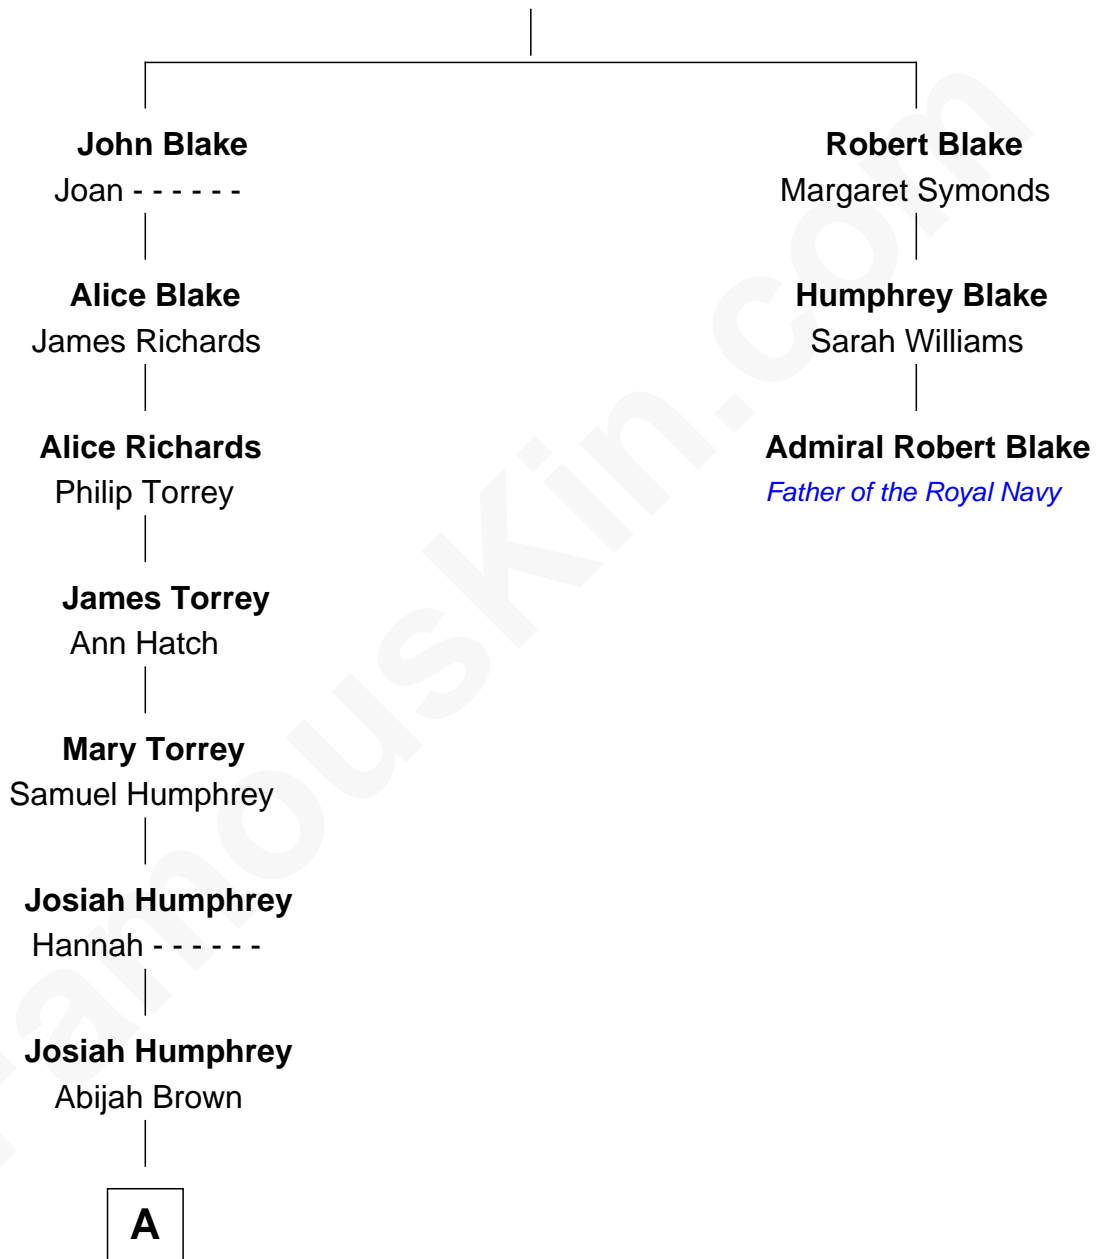 John Blake
Joan - - - - - -
Robert Blake
Margaret Symonds
Alice Blake
James Richards
Humphrey Blake
Sarah Williams
Alice Richards
Philip Torrey
Admiral Robert Blake
Father of the Royal Navy
James Torrey
Ann Hatch
Mary Torrey
Samuel Humphrey
Josiah Humphrey
Hannah - - - - - -
Josiah Humphrey
Abijah Brown
A
FamousKin.com